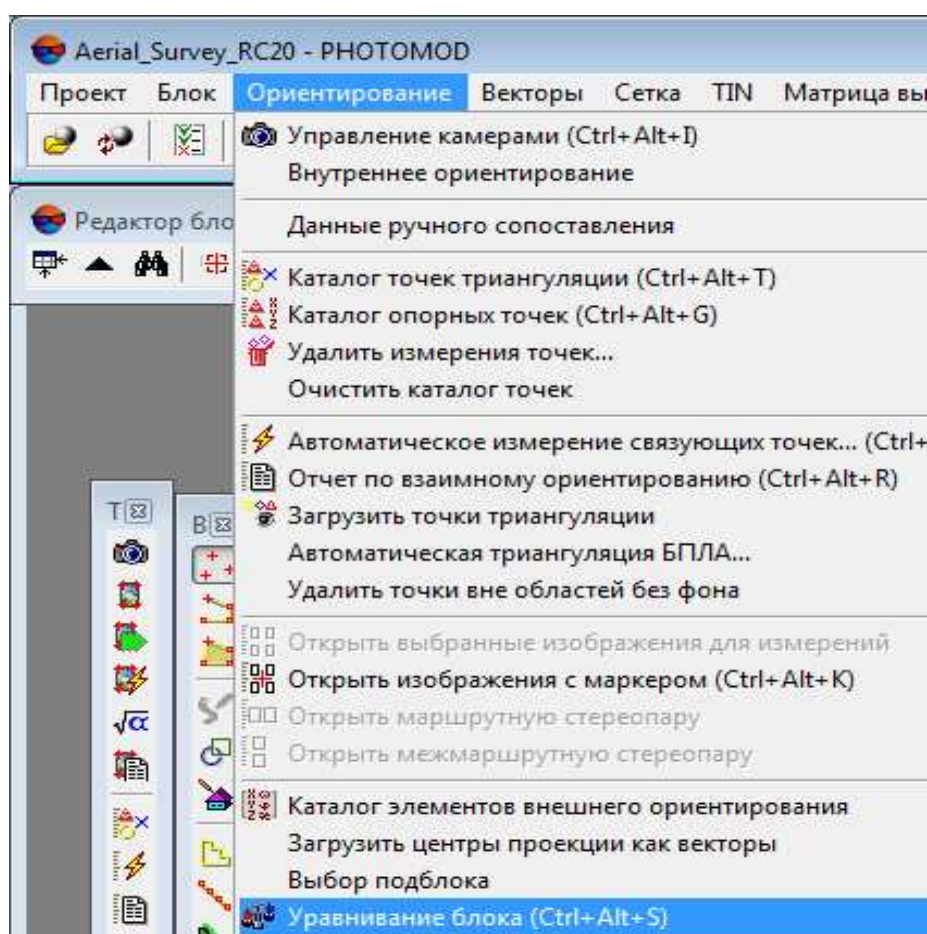 Aerial_Survey_RC20 - PHOTOMOD
Проект Блок Ориентирование Векторы Сетка TIN Матрица вы
Управление камерами (Ctrl+Alt+I)
Внутреннее ориентирование
Редактор бло
Данные ручного сопоставления
Каталог точек триангуляции (Ctrl+Alt+T)
Каталог опорных точек (Ctrl+Alt+G)
Удалить измерения точек...
Очистить каталог точек
Автоматическое измерение связующих точек... (Ctrl+
Отчет по взаимному ориентированию (Ctrl+Alt+R)
Т
В
Загрузить точки триангуляции
Автоматическая триангуляция БПЛА...
Удалить точки вне областей без фона
Открыть выбранные изображения для измерений
Открыть изображения с маркером (Ctrl+Alt+K)
Открыть маршрутную стереопару
Открыть межмаршрутную стереопару
√α
Каталог элементов внешнего ориентирования
Загрузить центры проекции как векторы
Выбор подблока
Уравнивание блока (Ctrl+Alt+S)